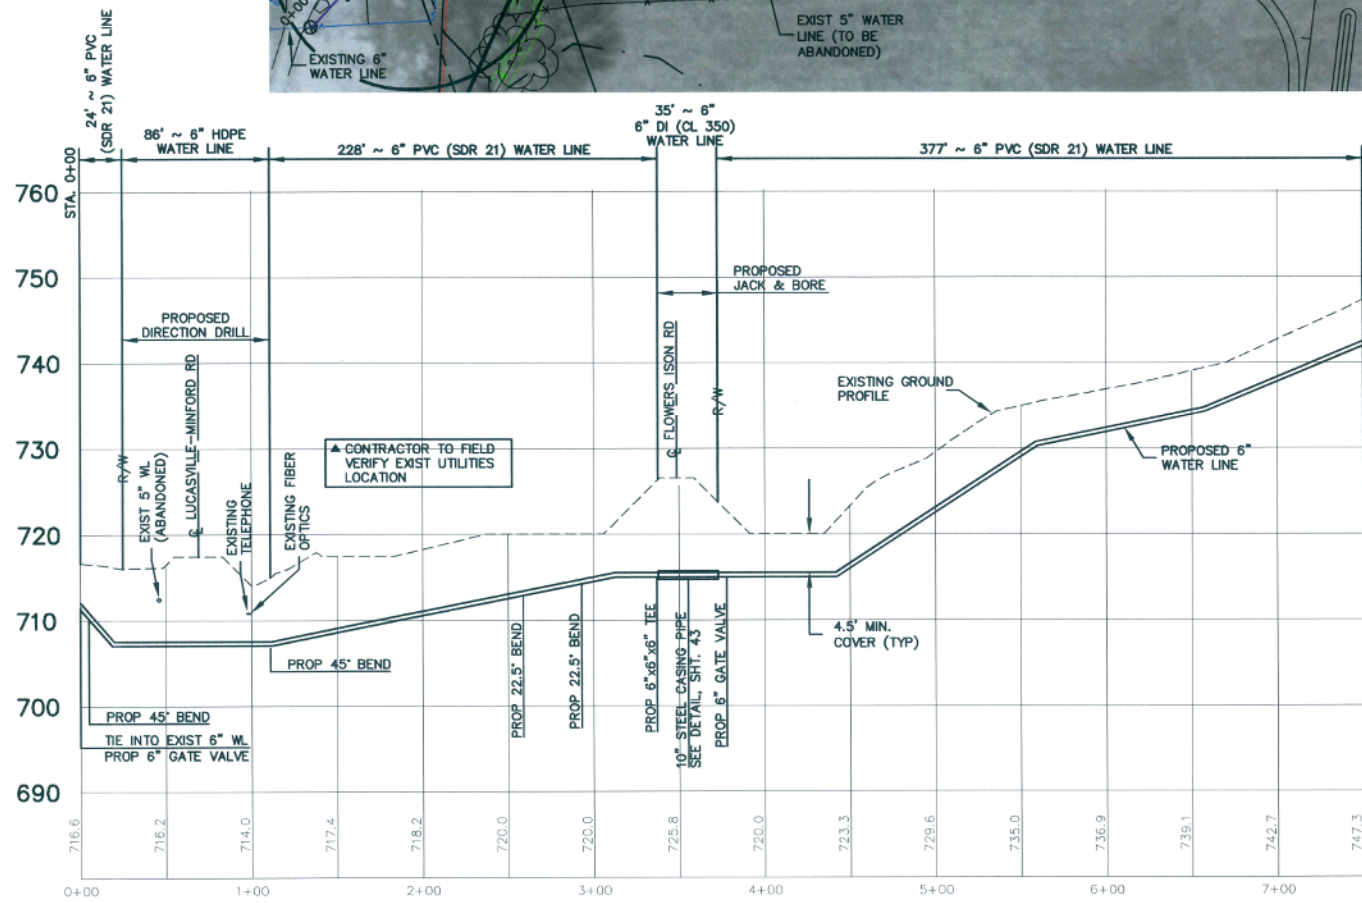 0+00
EXISTING 6"
WATER LINE
EXIST 5" WATER
LINE (TO BE
ABANDONED)
24' ~ 6" PVC
(SDR 21) WATER LINE
86' ~ 6" HDPE
WATER LINE
228' ~ 6" PVC (SDR 21) WATER LINE
35' ~ 6"
6" DI (CL 350)
WATER LINE
377' ~ 6" PVC (SDR 21) WATER LINE
STA. 0+00
760
750
740
730
720
710
700
690
PROPOSED
DIRECTION DRILL
PROPOSED
JACK & BORE
R/W
EXIST 5" WL
(ABANDONED)
℄ LUCASVILLE-MINFORD RD
EXISTING
TELEPHONE
EXISTING FIBER
OPTICS
▲ CONTRACTOR TO FIELD
VERIFY EXIST UTILITIES
LOCATION
℄ FLOWERS ISON RD
R/W
EXISTING GROUND
PROFILE
PROPOSED 6"
WATER LINE
4.5' MIN.
COVER (TYP)
PROP 45° BEND
PROP 45° BEND
TIE INTO EXIST 6" WL
PROP 6" GATE VALVE
PROP 22.5° BEND
PROP 22.5° BEND
PROP 6"x6"x6" TEE
10" STEEL CASING PIPE
SEE DETAIL, SHT. 43
PROP 6" GATE VALVE
716.6
716.2
714.0
717.4
718.2
720.0
720.0
725.8
720.0
723.3
729.6
735.0
736.9
739.1
742.7
747.3
0+00
1+00
2+00
3+00
4+00
5+00
6+00
7+00